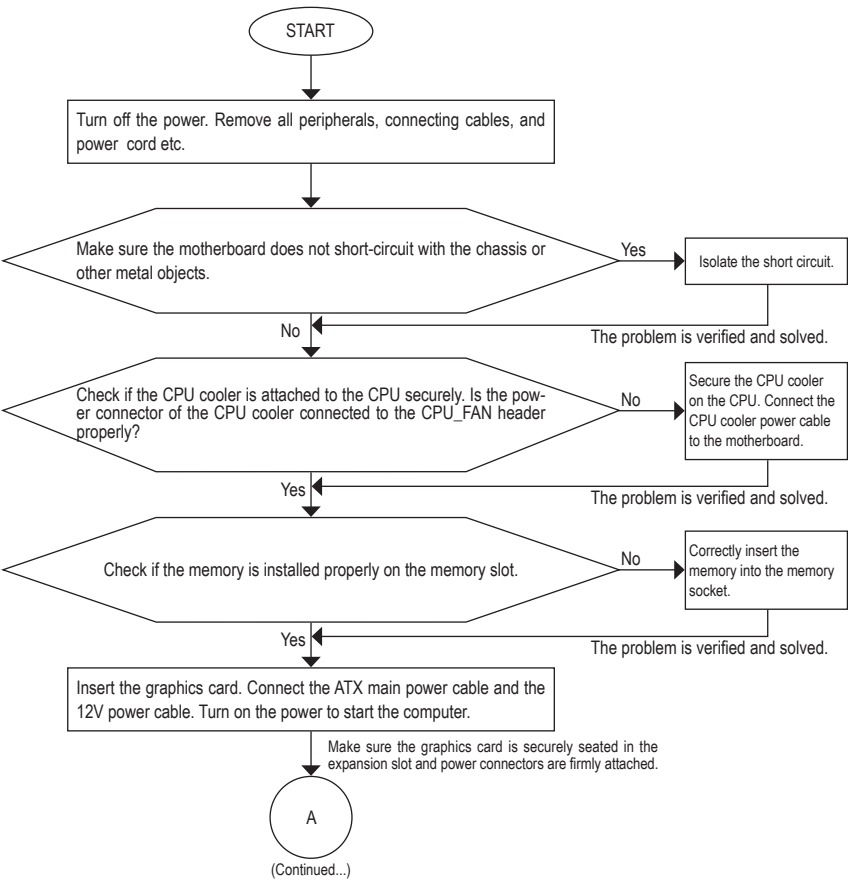 START
Turn off the power. Remove all peripherals, connecting cables, and
power cord etc.
Make sure the motherboard does not short-circuit with the chassis or
other metal objects.
Yes
Isolate the short circuit.
No
The problem is verified and solved.
Check if the CPU cooler is attached to the CPU securely. Is the pow-
er connector of the CPU cooler connected to the CPU_FAN header
properly?
No
Secure the CPU cooler
on the CPU. Connect the
CPU cooler power cable
to the motherboard.
Yes
The problem is verified and solved.
Check if the memory is installed properly on the memory slot.
No
Correctly insert the
memory into the memory
socket.
Yes
The problem is verified and solved.
Insert the graphics card. Connect the ATX main power cable and the
12V power cable. Turn on the power to start the computer.
Make sure the graphics card is securely seated in the
expansion slot and power connectors are firmly attached.
A
(Continued...)